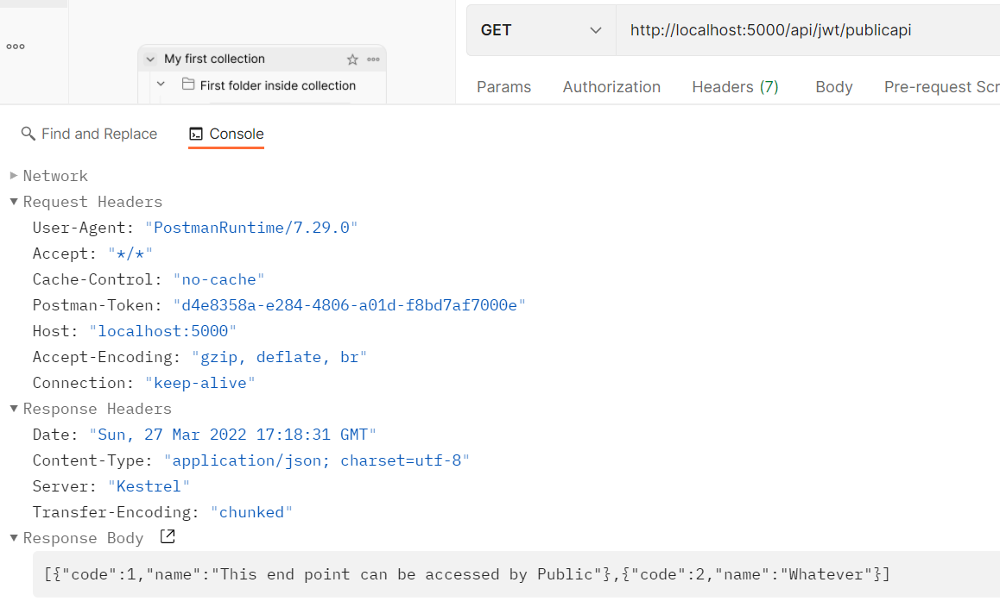 GET
http://localhost:5000/api/jwt/publicapi
My first collection
First folder inside collection
Params Authorization Headers (7) Body Pre-request Scr
Find and Replace Console
Network
Request Headers
User-Agent: "PostmanRuntime/7.29.0"
Accept: "*/*"
Cache-Control: "no-cache"
Postman-Token: "d4e8358a-e284-4806-a01d-f8bd7af7000e"
Host: "localhost:5000"
Accept-Encoding: "gzip, deflate, br"
Connection: "keep-alive"
Response Headers
Date: "Sun, 27 Mar 2022 17:18:31 GMT"
Content-Type: "application/json; charset=utf-8"
Server: "Kestrel"
Transfer-Encoding: "chunked"
Response Body
[{"code":1,"name":"This end point can be accessed by Public"},{"code":2,"name":"Whatever"}]